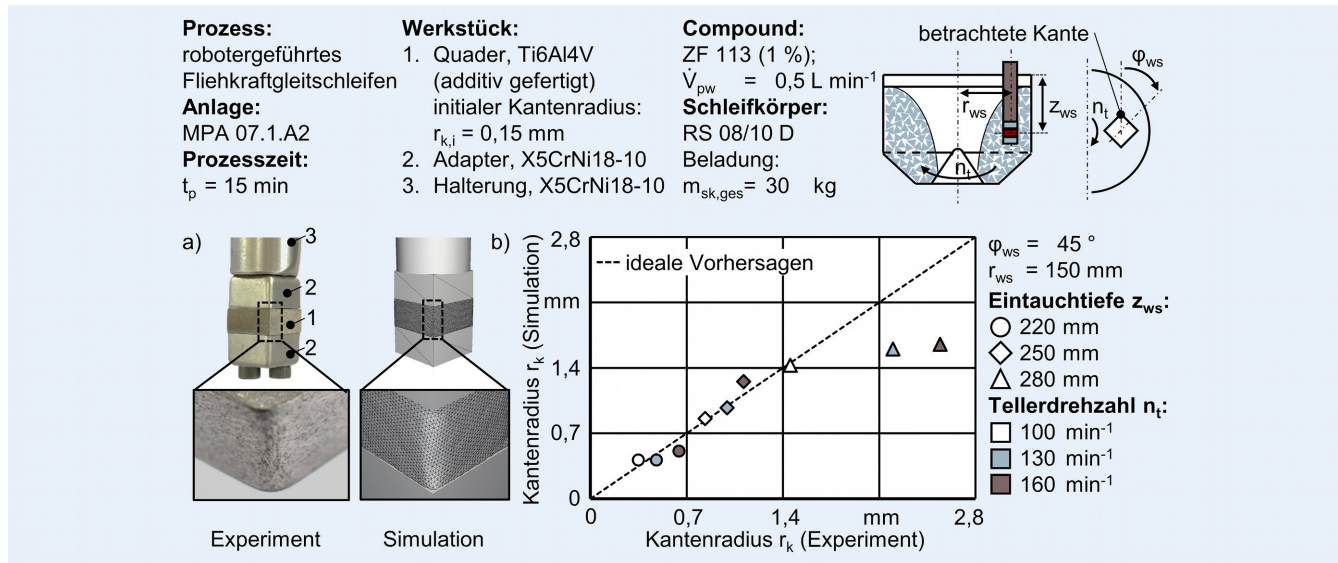 Prozess:
robotergeführtes
Fliehkraftgleitschleifen
Anlage:
MPA 07.1.A2
Prozesszeit:
tₚ = 15 min
Werkstück:
1. Quader, Ti6Al4V
(additiv gefertigt)
initialer Kantenradius:
r_k,i = 0,15 mm
2. Adapter, X5CrNi18-10
3. Halterung, X5CrNi18-10
Compound:
ZF 113 (1 %);
V̇_pw = 0,5 L min⁻¹
Schleifkörper:
RS 08/10 D
Beladung:
m_sk,ges= 30 kg
betrachtete Kante
r_ws
z_ws
n_t
φ_ws
n_t
a)
3
2
1
2
Experiment
Simulation
b)
Kantenradius r_k (Simulation)
2,8
mm
1,4
0,7
0
ideale Vorhersagen
0
0,7
1,4
mm
2,8
Kantenradius r_k (Experiment)
φ_ws = 45 °
r_ws = 150 mm
Eintauchtiefe z_ws:
220 mm
250 mm
280 mm
Tellerdrehzahl n_t:
100 min⁻¹
130 min⁻¹
160 min⁻¹